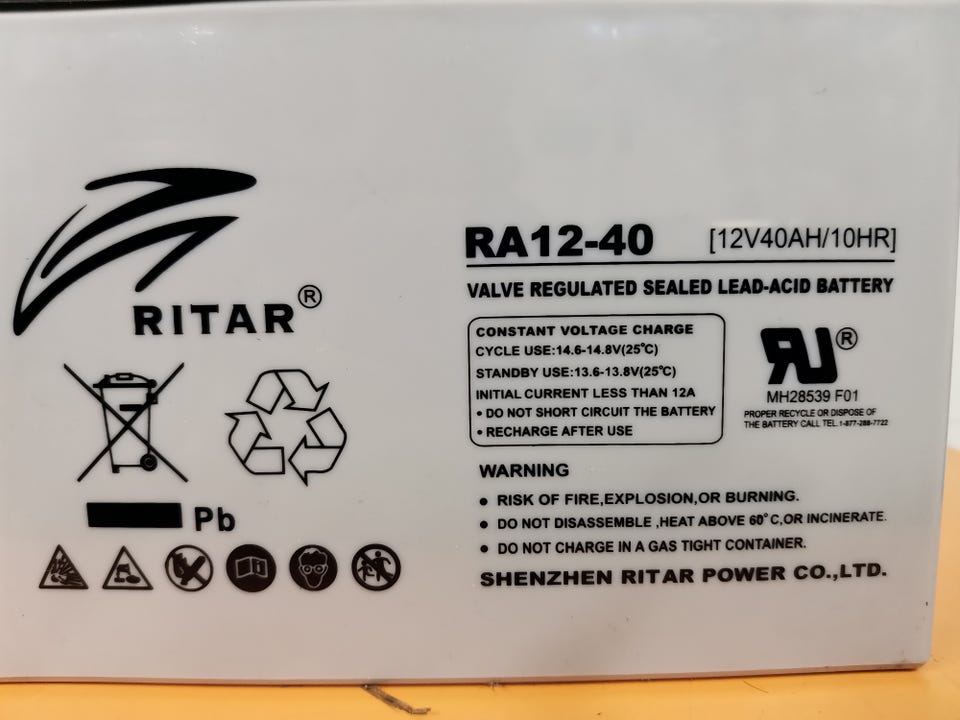 RITAR®
Pb
RA12-40 [12V40AH/10HR]
VALVE REGULATED SEALED LEAD-ACID BATTERY
CONSTANT VOLTAGE CHARGE
CYCLE USE:14.6-14.8V(25℃)
STANDBY USE:13.6-13.8V(25℃)
INITIAL CURRENT LESS THAN 12A
• DO NOT SHORT CIRCUIT THE BATTERY
• RECHARGE AFTER USE
RU®
MH28539 F01
PROPER RECYCLE OR DISPOSE OF
THE BATTERY CALL TEL.1-877-288-7722
WARNING
● RISK OF FIRE,EXPLOSION,OR BURNING.
● DO NOT DISASSEMBLE ,HEAT ABOVE 60°C,OR INCINERATE.
● DO NOT CHARGE IN A GAS TIGHT CONTAINER.
SHENZHEN RITAR POWER CO.,LTD.